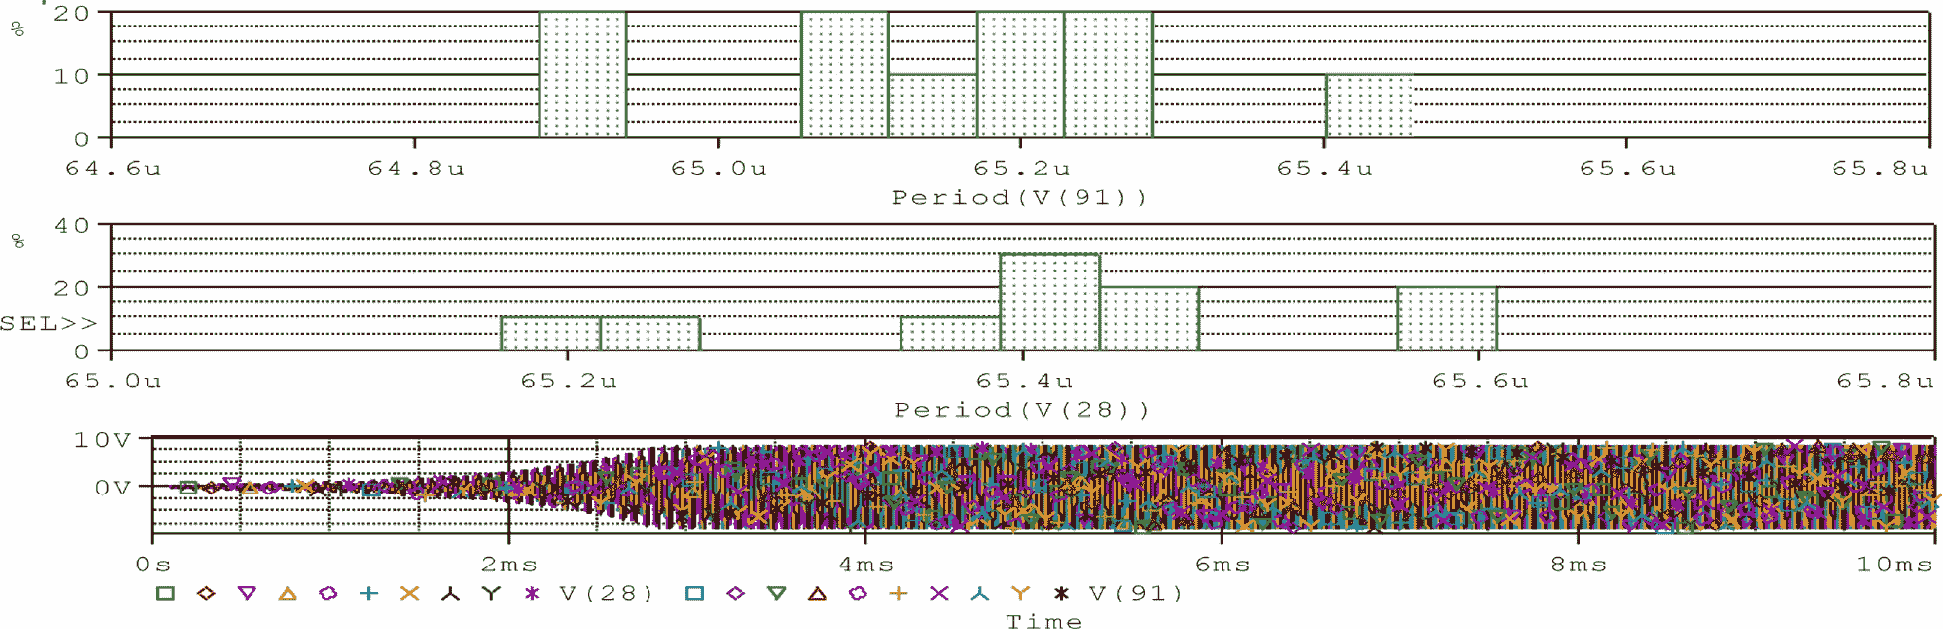 20
%
10
0
64.6u 64.8u 65.0u 65.2u 65.4u 65.6u 65.8u
Period(V(91))
40
%
20
SEL>>
0
65.0u 65.2u 65.4u 65.6u 65.8u
Period(V(28))
10V
0V
0s 2ms 4ms 6ms 8ms 10ms
V(28) V(91)
Time